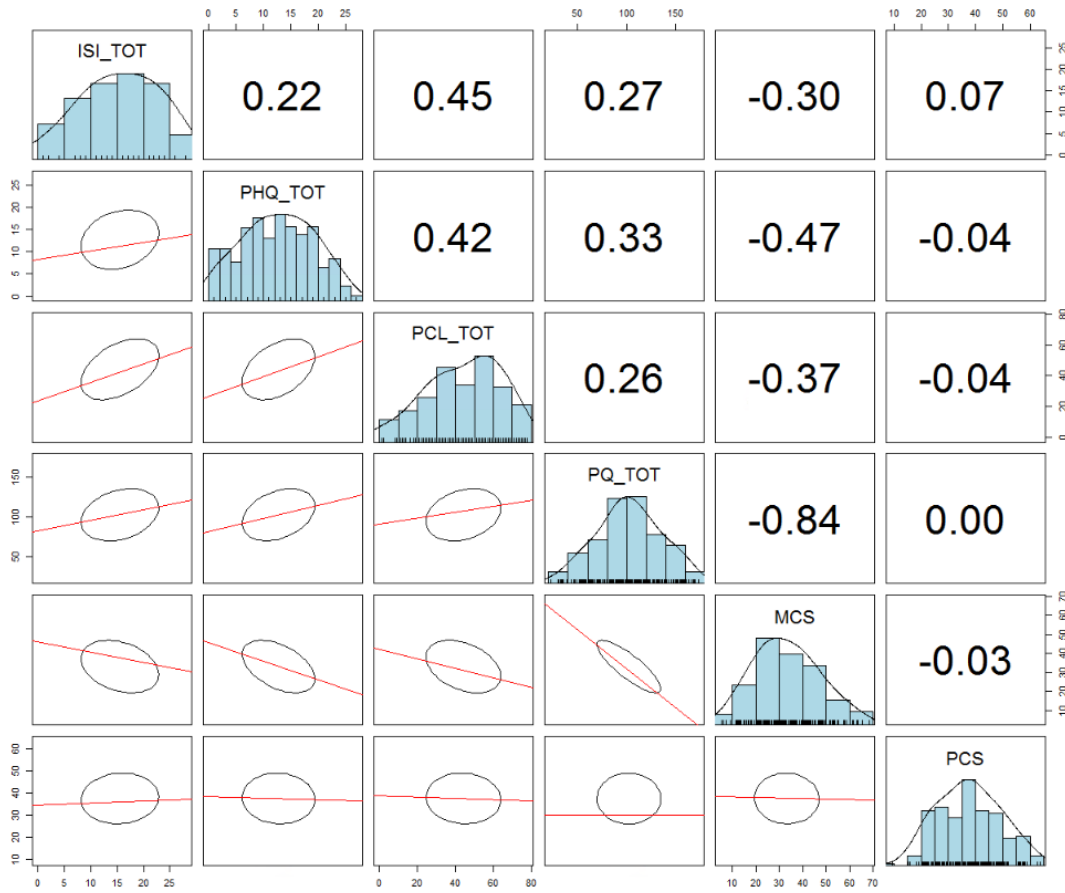 0 5 10 15 20 25
50 100 150
10 20 30 40 50 60
ISI_TOT
0.22
0.45
0.27
-0.30
0.07
0 5 10 15 20 25
0 5 10 15 20 25
PHQ_TOT
0.42
0.33
-0.47
-0.04
PCL_TOT
0.26
-0.37
-0.04
0 20 40 60 80
50 100 150
PQ_TOT
-0.84
0.00
MCS
-0.03
10 20 30 40 50 60 70
10 20 30 40 50 60
PCS
0 5 10 15 20 25
0 20 40 60 80
10 20 30 40 50 60 70